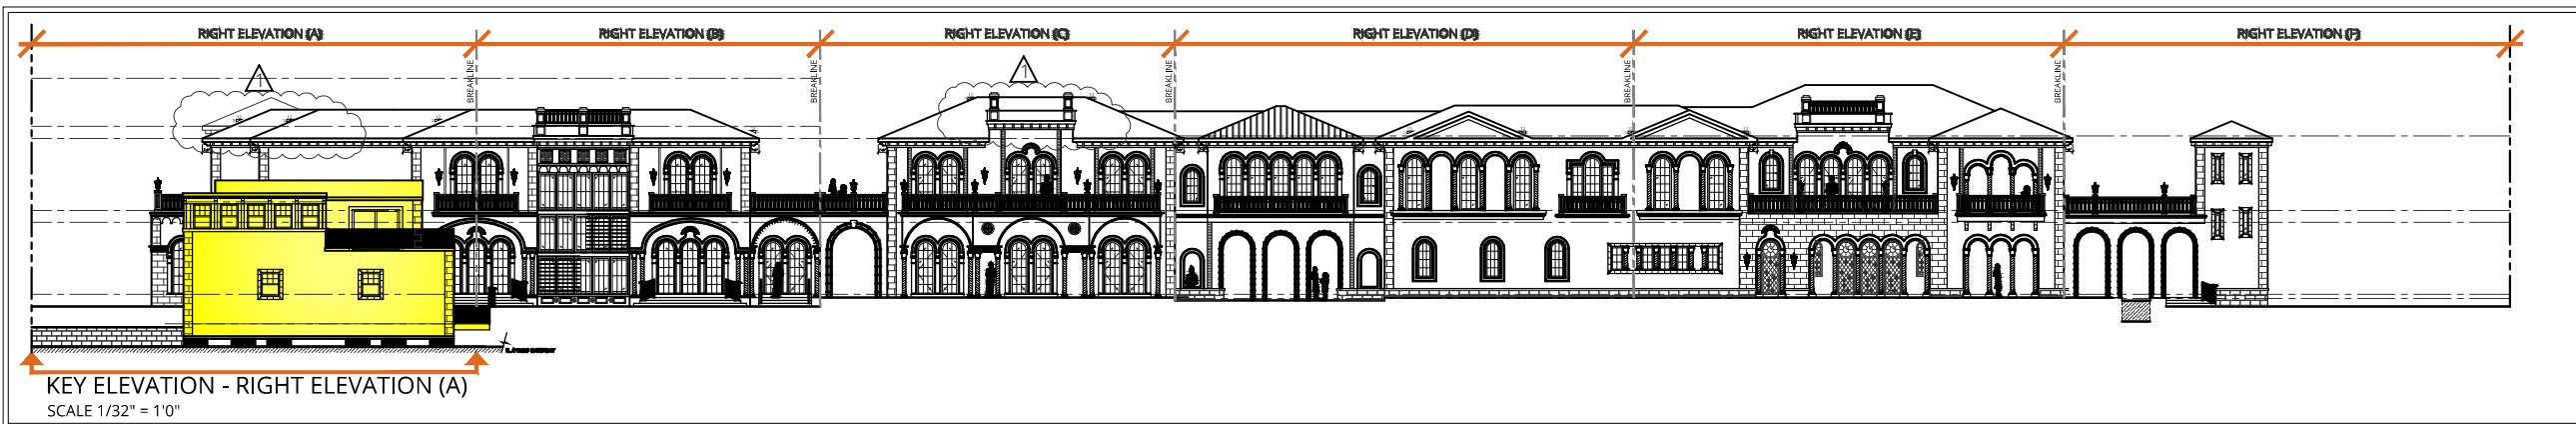 RIGHT ELEVATION (A)
RIGHT ELEVATION (B)
RIGHT ELEVATION (C)
RIGHT ELEVATION (D)
RIGHT ELEVATION (E)
RIGHT ELEVATION (F)
BREAKLINE
BREAKLINE
BREAKLINE
BREAKLINE
BREAKLINE
1
1
KEY ELEVATION - RIGHT ELEVATION (A)
SCALE 1/32" = 1'0"